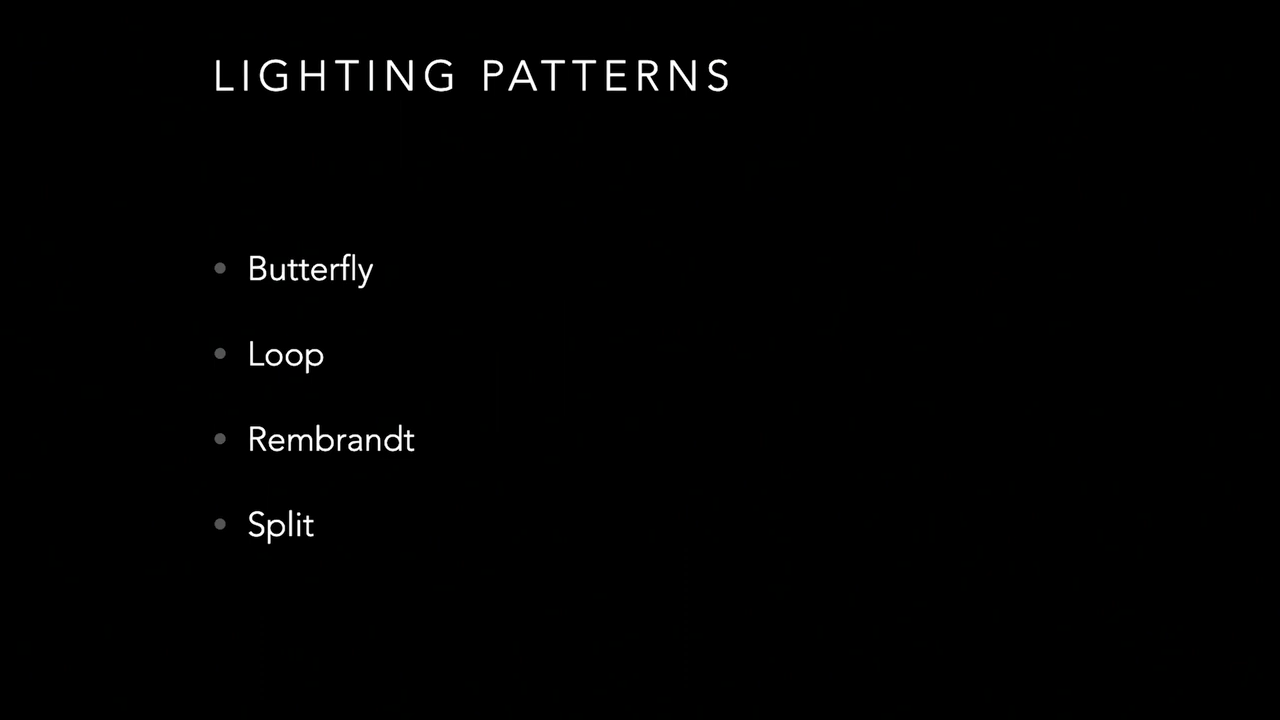 LIGHTING PATTERNS
• Butterfly
• Loop
• Rembrandt
• Split